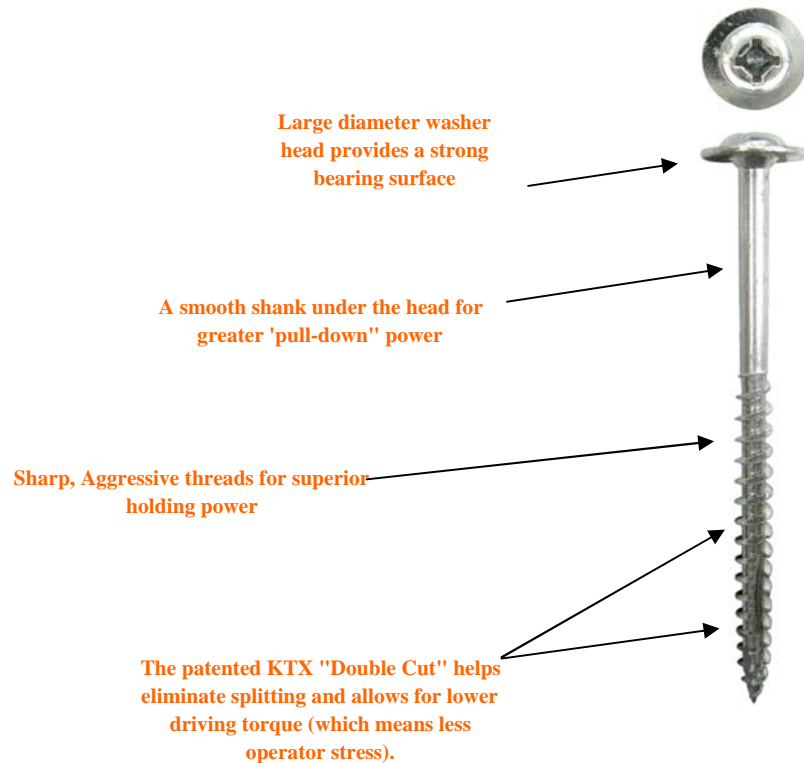 Large diameter washer
head provides a strong
bearing surface
A smooth shank under the head for
greater 'pull-down" power
Sharp, Aggressive threads for superior
holding power
The patented KTX "Double Cut" helps
eliminate splitting and allows for lower
driving torque (which means less
operator stress).